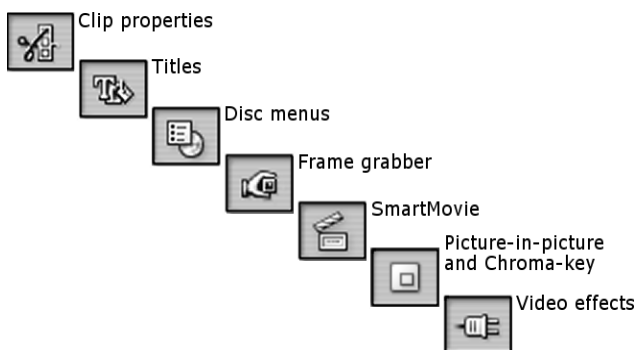 Clip properties
Titles
Disc menus
Frame grabber
SmartMovie
Picture-in-picture
and Chroma-key
Video effects